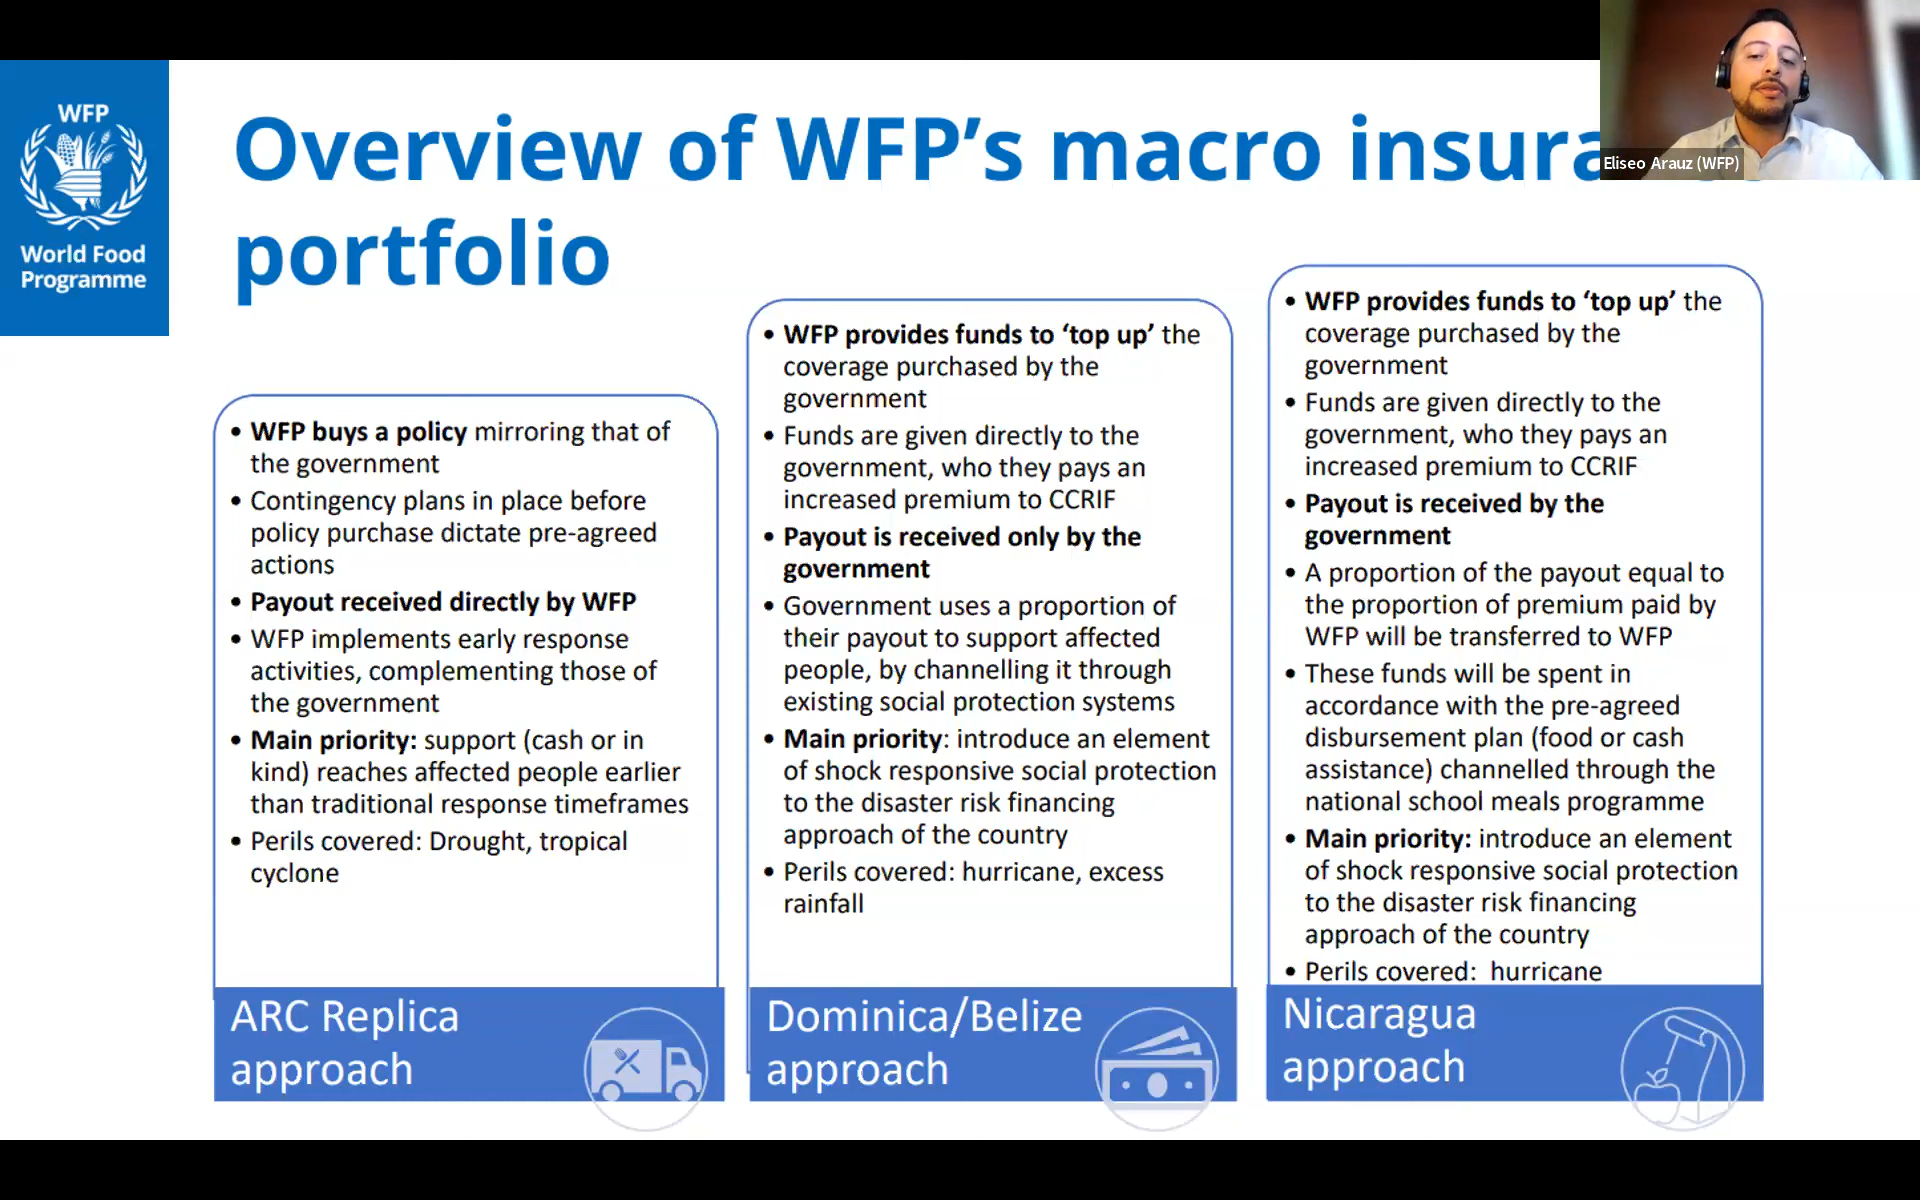 WFP
World Food
Programme
Overview of WFP’s macro insura
portfolio
Eliseo Arauz (WFP)
• WFP buys a policy mirroring that of
the government
• Contingency plans in place before
policy purchase dictate pre-agreed
actions
• Payout received directly by WFP
• WFP implements early response
activities, complementing those of
the government
• Main priority: support (cash or in
kind) reaches affected people earlier
than traditional response timeframes
• Perils covered: Drought, tropical
cyclone
ARC Replica
approach
• WFP provides funds to ‘top up’ the
coverage purchased by the
government
• Funds are given directly to the
government, who they pays an
increased premium to CCRIF
• Payout is received only by the
government
• Government uses a proportion of
their payout to support affected
people, by channelling it through
existing social protection systems
• Main priority: introduce an element
of shock responsive social protection
to the disaster risk financing
approach of the country
• Perils covered: hurricane, excess
rainfall
Dominica/Belize
approach
• WFP provides funds to ‘top up’ the
coverage purchased by the
government
• Funds are given directly to the
government, who they pays an
increased premium to CCRIF
• Payout is received by the
government
• A proportion of the payout equal to
the proportion of premium paid by
WFP will be transferred to WFP
• These funds will be spent in
accordance with the pre-agreed
disbursement plan (food or cash
assistance) channelled through the
national school meals programme
• Main priority: introduce an element
of shock responsive social protection
to the disaster risk financing
approach of the country
• Perils covered:  hurricane
Nicaragua
approach